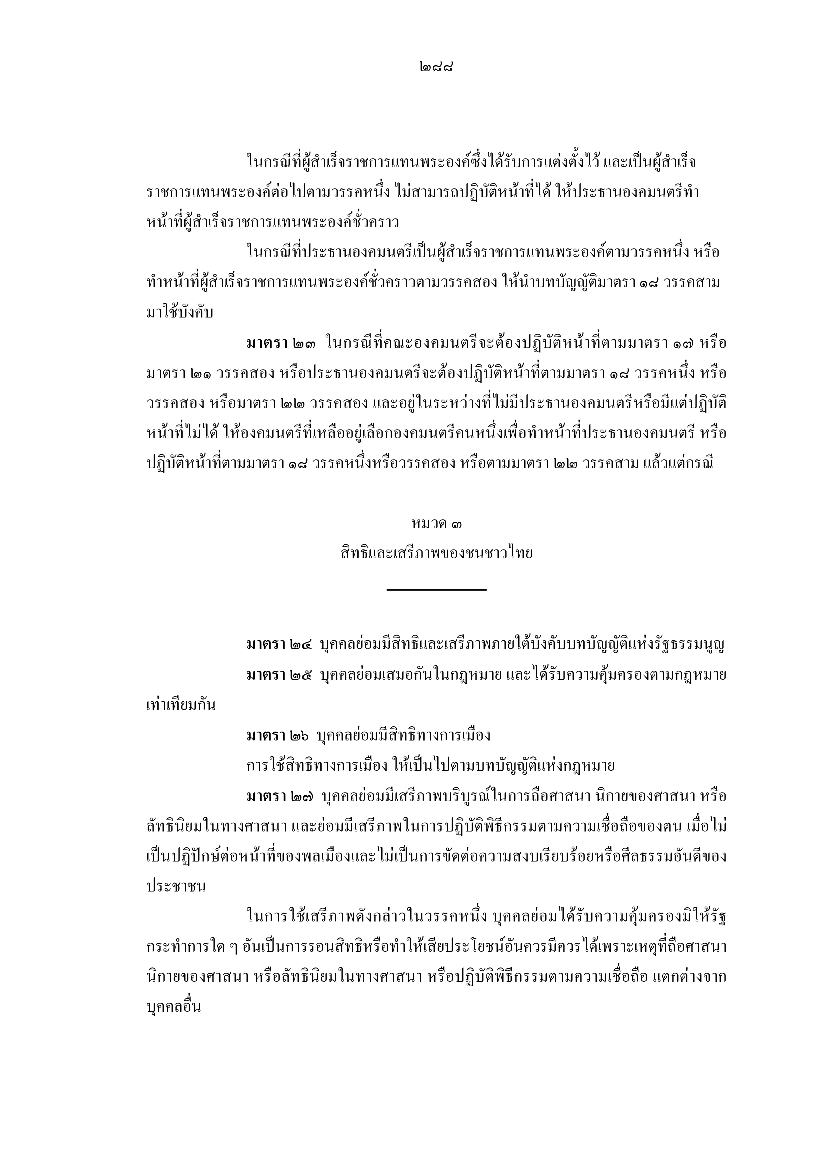 ๒๘๘
ในกรณีที่ผู้สำเร็จราชการแทนพระองค์ซึ่งได้รับการแต่งตั้งไว้ และเป็นผู้สำเร็จ
ราชการแทนพระองค์ต่อไปตามวรรคหนึ่ง ไม่สามารถปฏิบัติหน้าที่ได้ ให้ประธานองคมนตรีทำ
หน้าที่ผู้สำเร็จราชการแทนพระองค์ชั่วคราว
ในกรณีที่ประธานองคมนตรีเป็นผู้สำเร็จราชการแทนพระองค์ตามวรรคหนึ่ง หรือ
ทำหน้าที่ผู้สำเร็จราชการแทนพระองค์ชั่วคราวตามวรรคสอง ให้นำบทบัญญัติมาตรา ๑๘ วรรคสาม
มาใช้บังคับ
มาตรา ๒๓ ในกรณีที่คณะองคมนตรีจะต้องปฏิบัติหน้าที่ตามมาตรา ๑๗ หรือ
มาตรา ๒๑ วรรคสอง หรือประธานองคมนตรีจะต้องปฏิบัติหน้าที่ตามมาตรา ๑๘ วรรคหนึ่ง หรือ
วรรคสอง หรือมาตรา ๒๒ วรรคสอง และอยู่ในระหว่างที่ไม่มีประธานองคมนตรีหรือมีแต่ปฏิบัติ
หน้าที่ไม่ได้ ให้องคมนตรีที่เหลืออยู่เลือกองคมนตรีคนหนึ่งเพื่อทำหน้าที่ประธานองคมนตรี หรือ
ปฏิบัติหน้าที่ตามมาตรา ๑๘ วรรคหนึ่งหรือวรรคสอง หรือตามมาตรา ๒๒ วรรคสาม แล้วแต่กรณี
หมวด ๓
สิทธิและเสรีภาพของชนชาวไทย
มาตรา ๒๔ บุคคลย่อมมีสิทธิและเสรีภาพภายใต้บังคับบทบัญญัติแห่งรัฐธรรมนูญ
มาตรา ๒๕ บุคคลย่อมเสมอกันในกฎหมาย และได้รับความคุ้มครองตามกฎหมาย
เท่าเทียมกัน
มาตรา ๒๖ บุคคลย่อมมีสิทธิทางการเมือง
การใช้สิทธิทางการเมือง ให้เป็นไปตามบทบัญญัติแห่งกฎหมาย
มาตรา ๒๗ บุคคลย่อมมีเสรีภาพบริบูรณ์ในการถือศาสนา นิกายของศาสนา หรือ
ลัทธินิยมในทางศาสนา และย่อมมีเสรีภาพในการปฏิบัติพิธีกรรมตามความเชื่อถือของตน เมื่อไม่
เป็นปฏิปักษ์ต่อหน้าที่ของพลเมืองและไม่เป็นการขัดต่อความสงบเรียบร้อยหรือศีลธรรมอันดีของ
ประชาชน
ในการใช้เสรีภาพดังกล่าวในวรรคหนึ่ง บุคคลย่อมได้รับความคุ้มครองมิให้รัฐ
กระทำการใด ๆ อันเป็นการรอนสิทธิหรือทำให้เสียประโยชน์อันควรมีควรได้เพราะเหตุที่ถือศาสนา
นิกายของศาสนา หรือลัทธินิยมในทางศาสนา หรือปฏิบัติพิธีกรรมตามความเชื่อถือ แตกต่างจาก
บุคคลอื่น